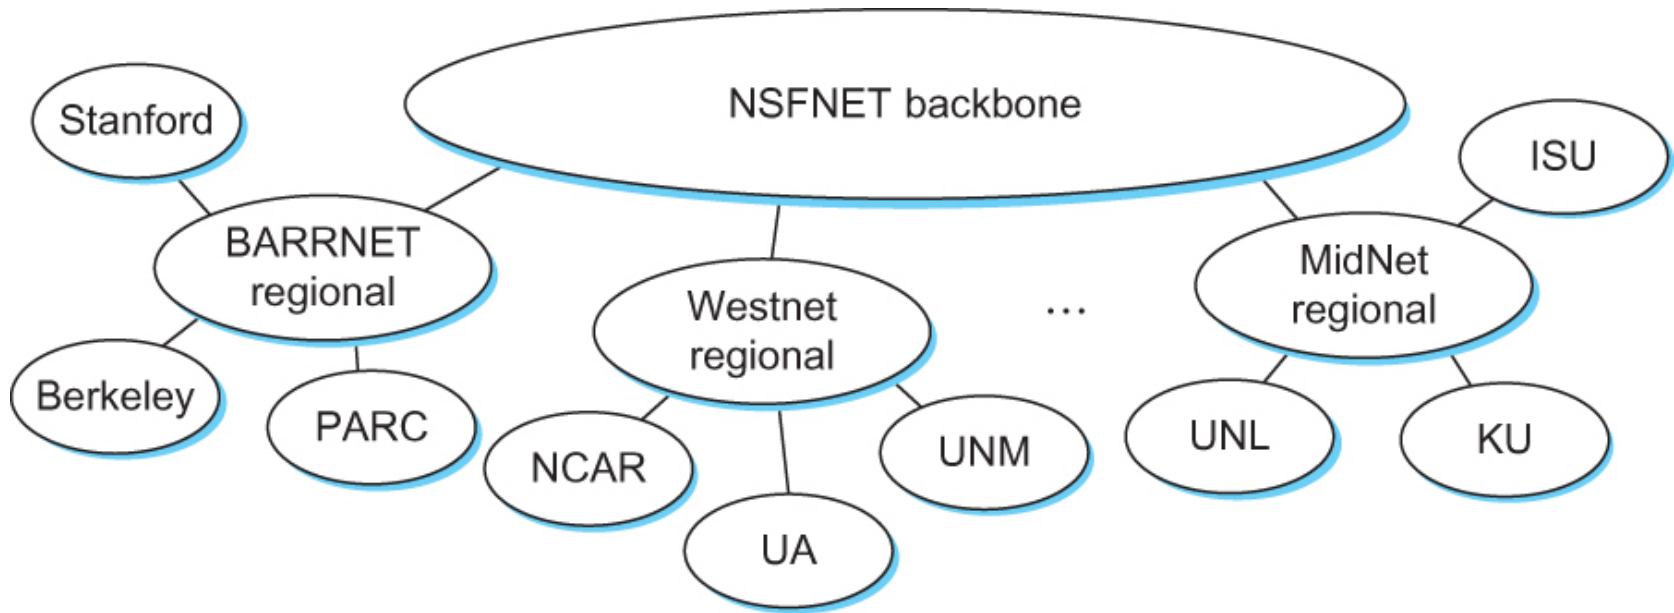 NSFNET backbone
Stanford
ISU
BARRNET
regional
MidNet
regional
Westnet
regional
...
Berkeley
PARC
NCAR
UA
UNM
UNL
KU